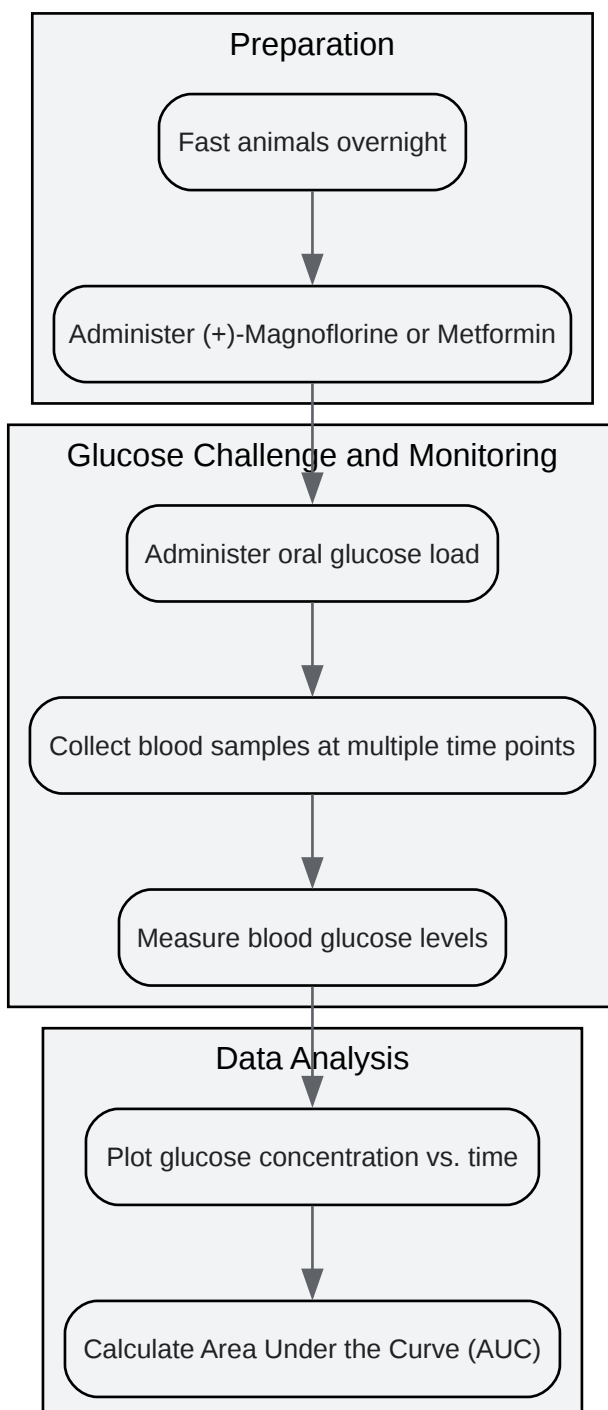 Preparation
Fast animals overnight
Administer (+)-Magnoflorine or Metformin
Glucose Challenge and Monitoring
Administer oral glucose load
Collect blood samples at multiple time points
Measure blood glucose levels
Data Analysis
Plot glucose concentration vs. time
Calculate Area Under the Curve (AUC)